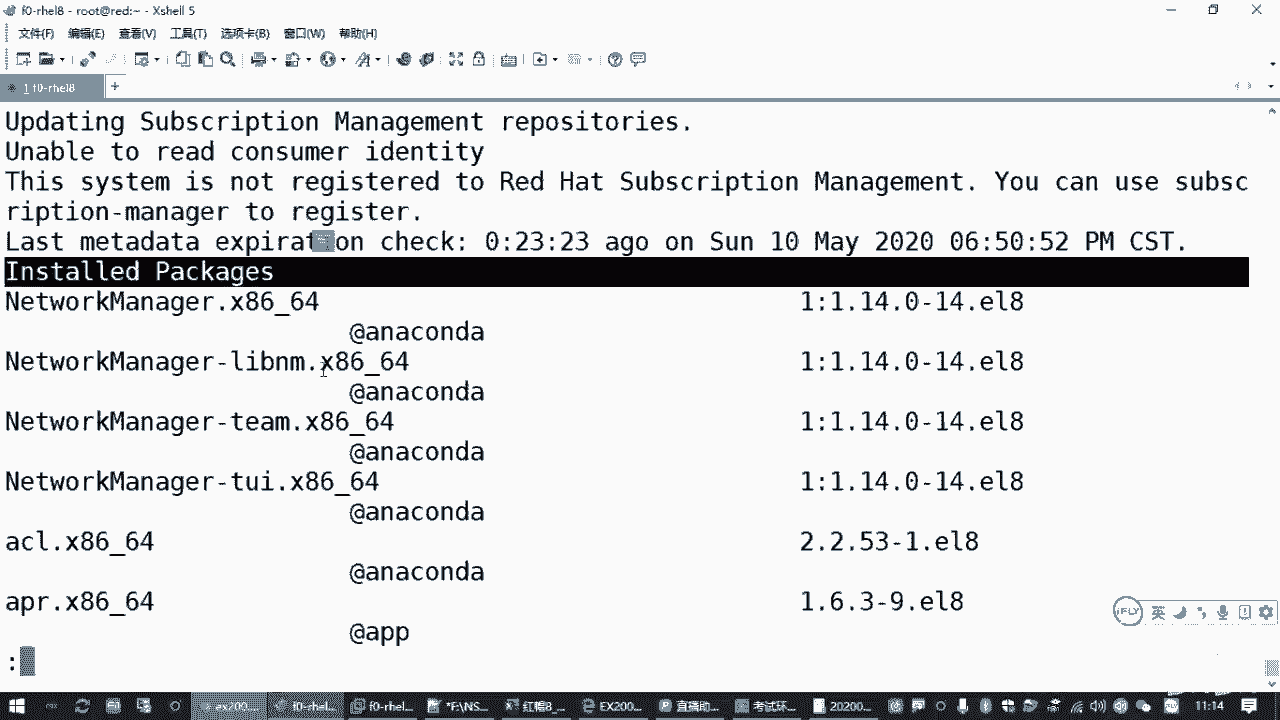 f0-rhel8 - root@red:~ - Xshell 5
文件(F) 编辑(E) 查看(V) 工具(T) 选项卡(B) 窗口(W) 帮助(H)
1 f0-rhel8
Updating Subscription Management repositories.
Unable to read consumer identity
This system is not registered to Red Hat Subscription Management. You can use subsc
ription-manager to register.
Last metadata expiration check: 0:23:23 ago on Sun 10 May 2020 06:50:52 PM CST.
Installed Packages
NetworkManager.x86_64 1:1.14.0-14.el8
@anaconda
NetworkManager-libnm.x86_64 1:1.14.0-14.el8
@anaconda
NetworkManager-team.x86_64 1:1.14.0-14.el8
@anaconda
NetworkManager-tui.x86_64 1:1.14.0-14.el8
@anaconda
acl.x86_64 2.2.53-1.el8
@anaconda
apr.x86_64 1.6.3-9.el8
@app
:
iFLY 英
ex200... f0-rhel... f0-rhel... *F:\NS... 红帽8_... EX200... 直播助... 考试环... 20200... 11:14